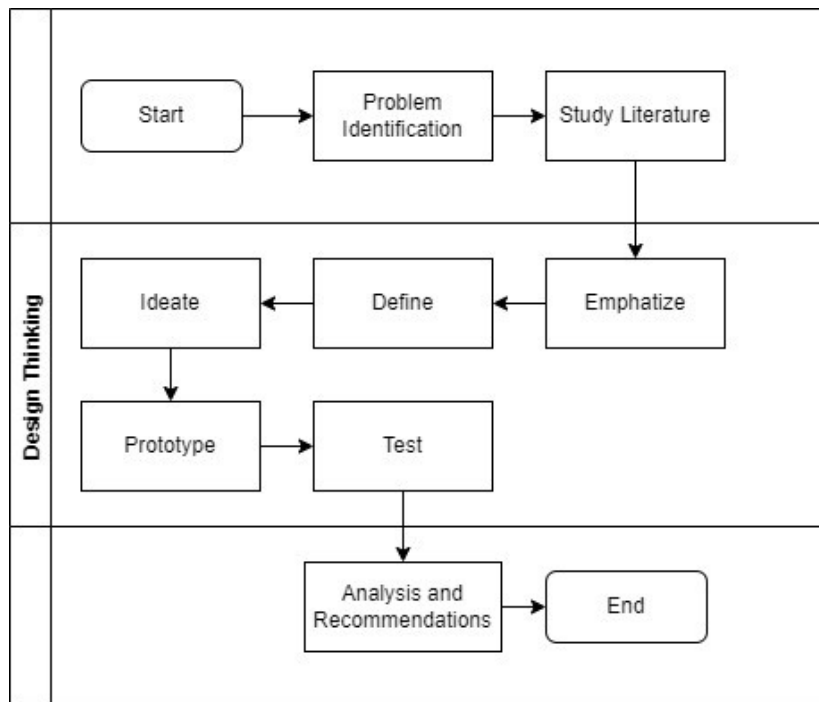 Start
Problem
Identification
Study Literature
Design Thinking
Emphatize
Define
Ideate
Prototype
Test
Analysis and
Recommendations
End